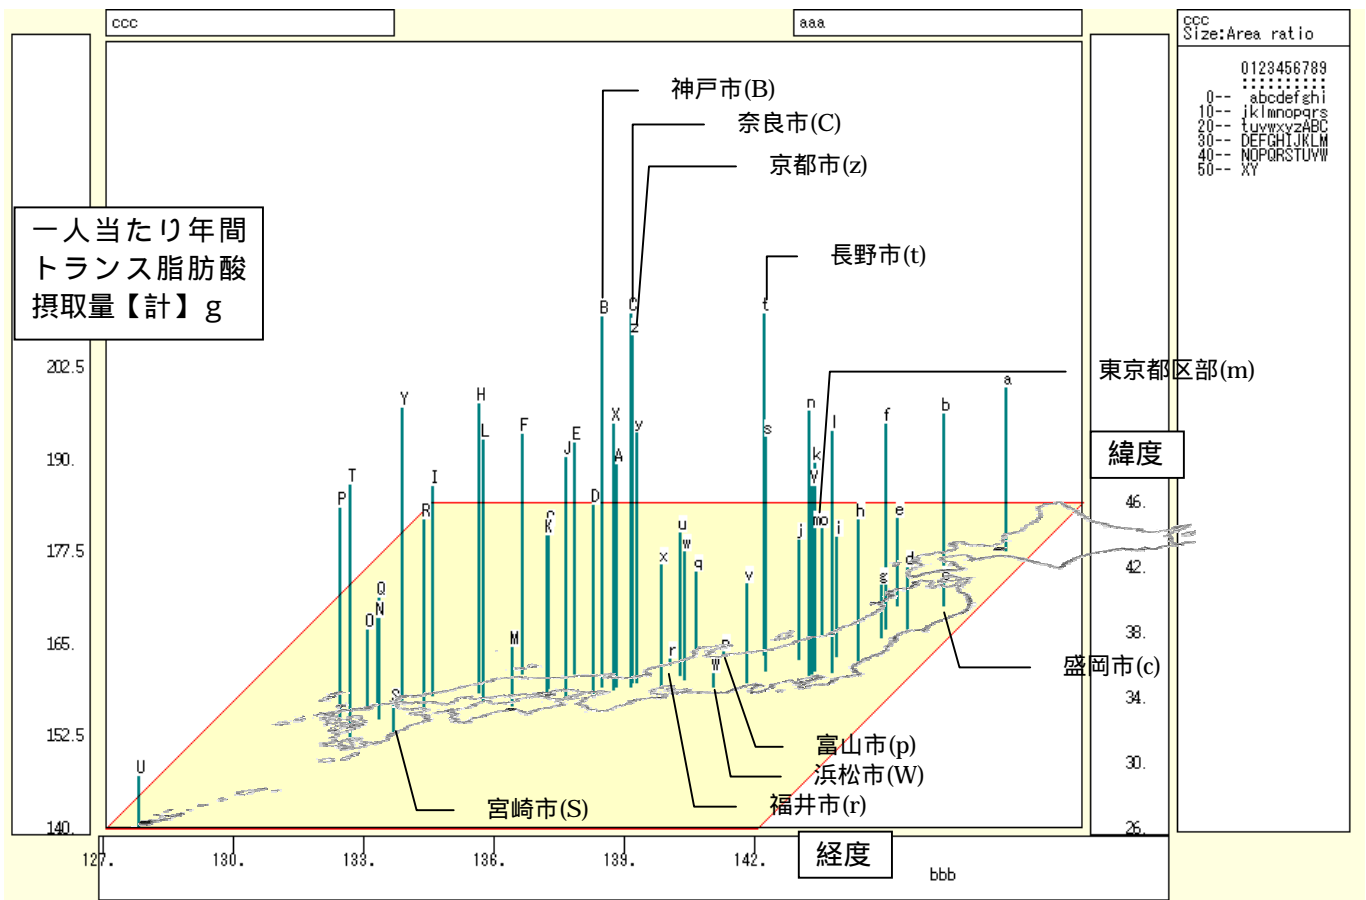 ccc
aaa
ccc
Size:Area ratio
0123456789
::::::::::
0-- abcdefghi
10-- jklmnopqrs
20-- tuvwxyzABC
30-- DEFGHIJKLM
40-- NOPQRSTUVW
50-- XY
神戸市(B)
奈良市(C)
京都市(z)
長野市(t)
東京都区部(m)
一人当たり年間
トランス脂肪酸
摂取量【計】g
緯度
202.5
190.
177.5
165.
152.5
140.
46.
42.
38.
34.
30.
26.
B
C
z
t
a
Y
H
L
F
X
y
E
J
A
n
s
l
f
b
k
V
T
P
I
R
D
K
mo
h
e
i
j
u
w
q
x
v
g
d
c
Q
N
O
M
r
p
W
S
U
盛岡市(c)
富山市(p)
浜松市(W)
福井市(r)
宮崎市(S)
127.
130.
133.
136.
139.
142.
経度
bbb